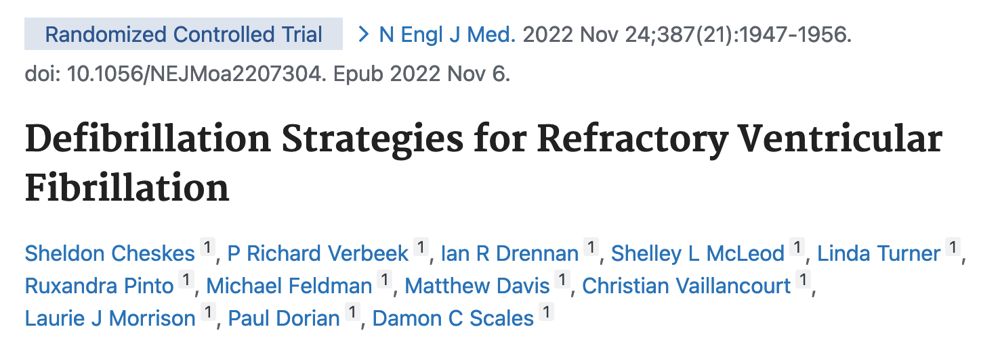 Randomized Controlled Trial > N Engl J Med. 2022 Nov 24;387(21):1947-1956.
doi: 10.1056/NEJMoa2207304. Epub 2022 Nov 6.
Defibrillation Strategies for Refractory Ventricular
Fibrillation
Sheldon Cheskes 1, P Richard Verbeek 1, Ian R Drennan 1, Shelley L McLeod 1, Linda Turner 1,
Ruxandra Pinto 1, Michael Feldman 1, Matthew Davis 1, Christian Vaillancourt 1,
Laurie J Morrison 1, Paul Dorian 1, Damon C Scales 1